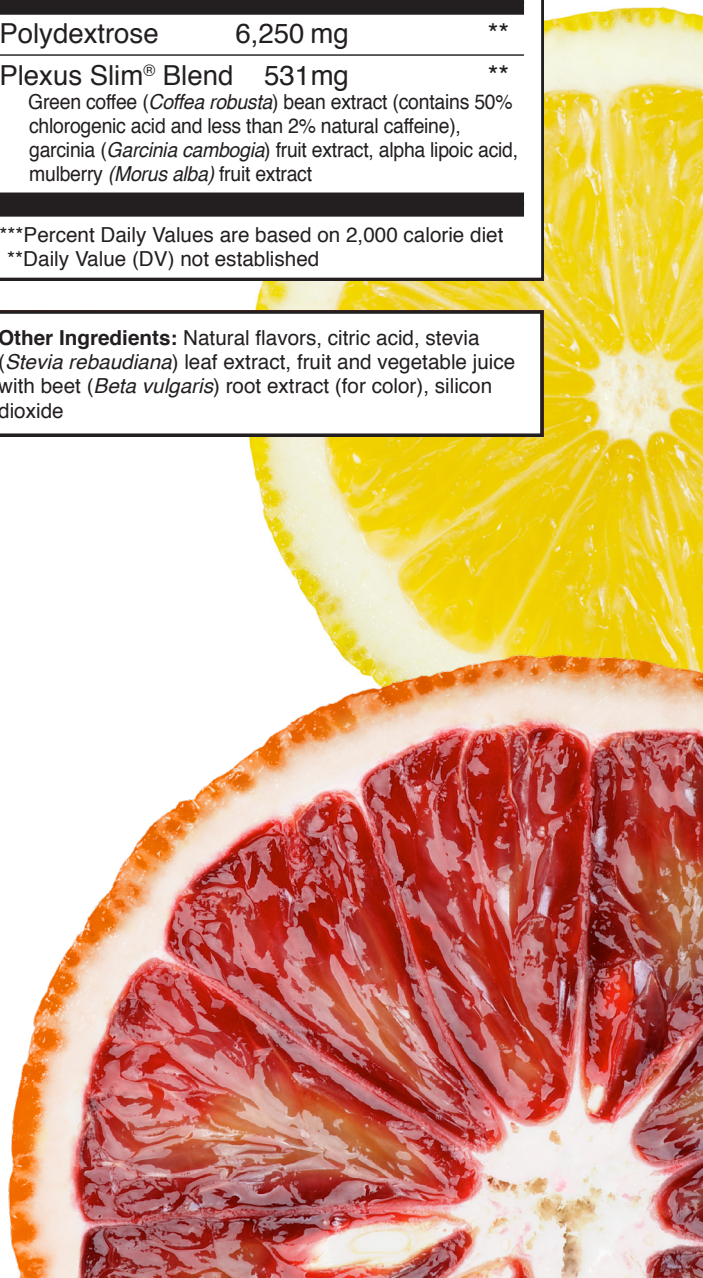 Polydextrose 6,250 mg **
Plexus Slim® Blend 531mg **
Green coffee (Coffea robusta) bean extract (contains 50%
chlorogenic acid and less than 2% natural caffeine),
garcinia (Garcinia cambogia) fruit extract, alpha lipoic acid,
mulberry (Morus alba) fruit extract
***Percent Daily Values are based on 2,000 calorie diet
**Daily Value (DV) not established
Other Ingredients: Natural flavors, citric acid, stevia
(Stevia rebaudiana) leaf extract, fruit and vegetable juice
with beet (Beta vulgaris) root extract (for color), silicon
dioxide